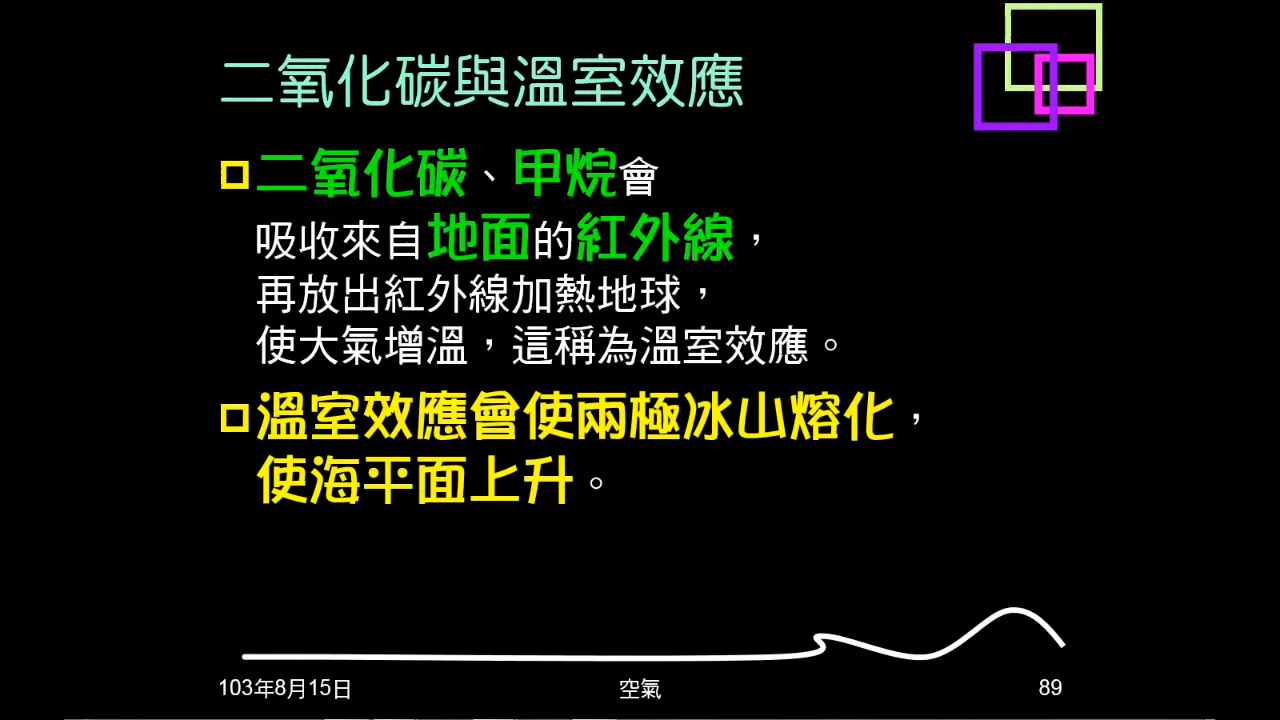 二氧化碳與溫室效應
二氧化碳、甲烷會
吸收來自地面的紅外線，
再放出紅外線加熱地球，
使大氣增溫，這稱為溫室效應。
溫室效應會使兩極冰山熔化，
使海平面上升。
103年8月15日
空氣
89